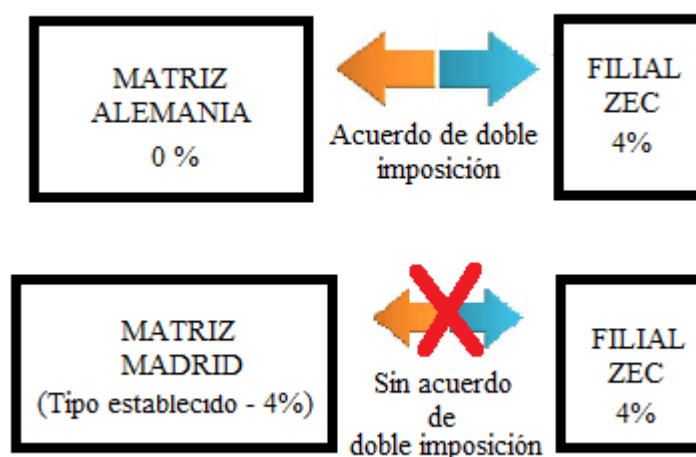 MATRIZ
ALEMANIA
0 %
Acuerdo de doble
imposición
FILIAL
ZEC
4%
MATRIZ
MADRID
(Tipo establecido - 4%)
Sin acuerdo
de
doble imposición
FILIAL
ZEC
4%